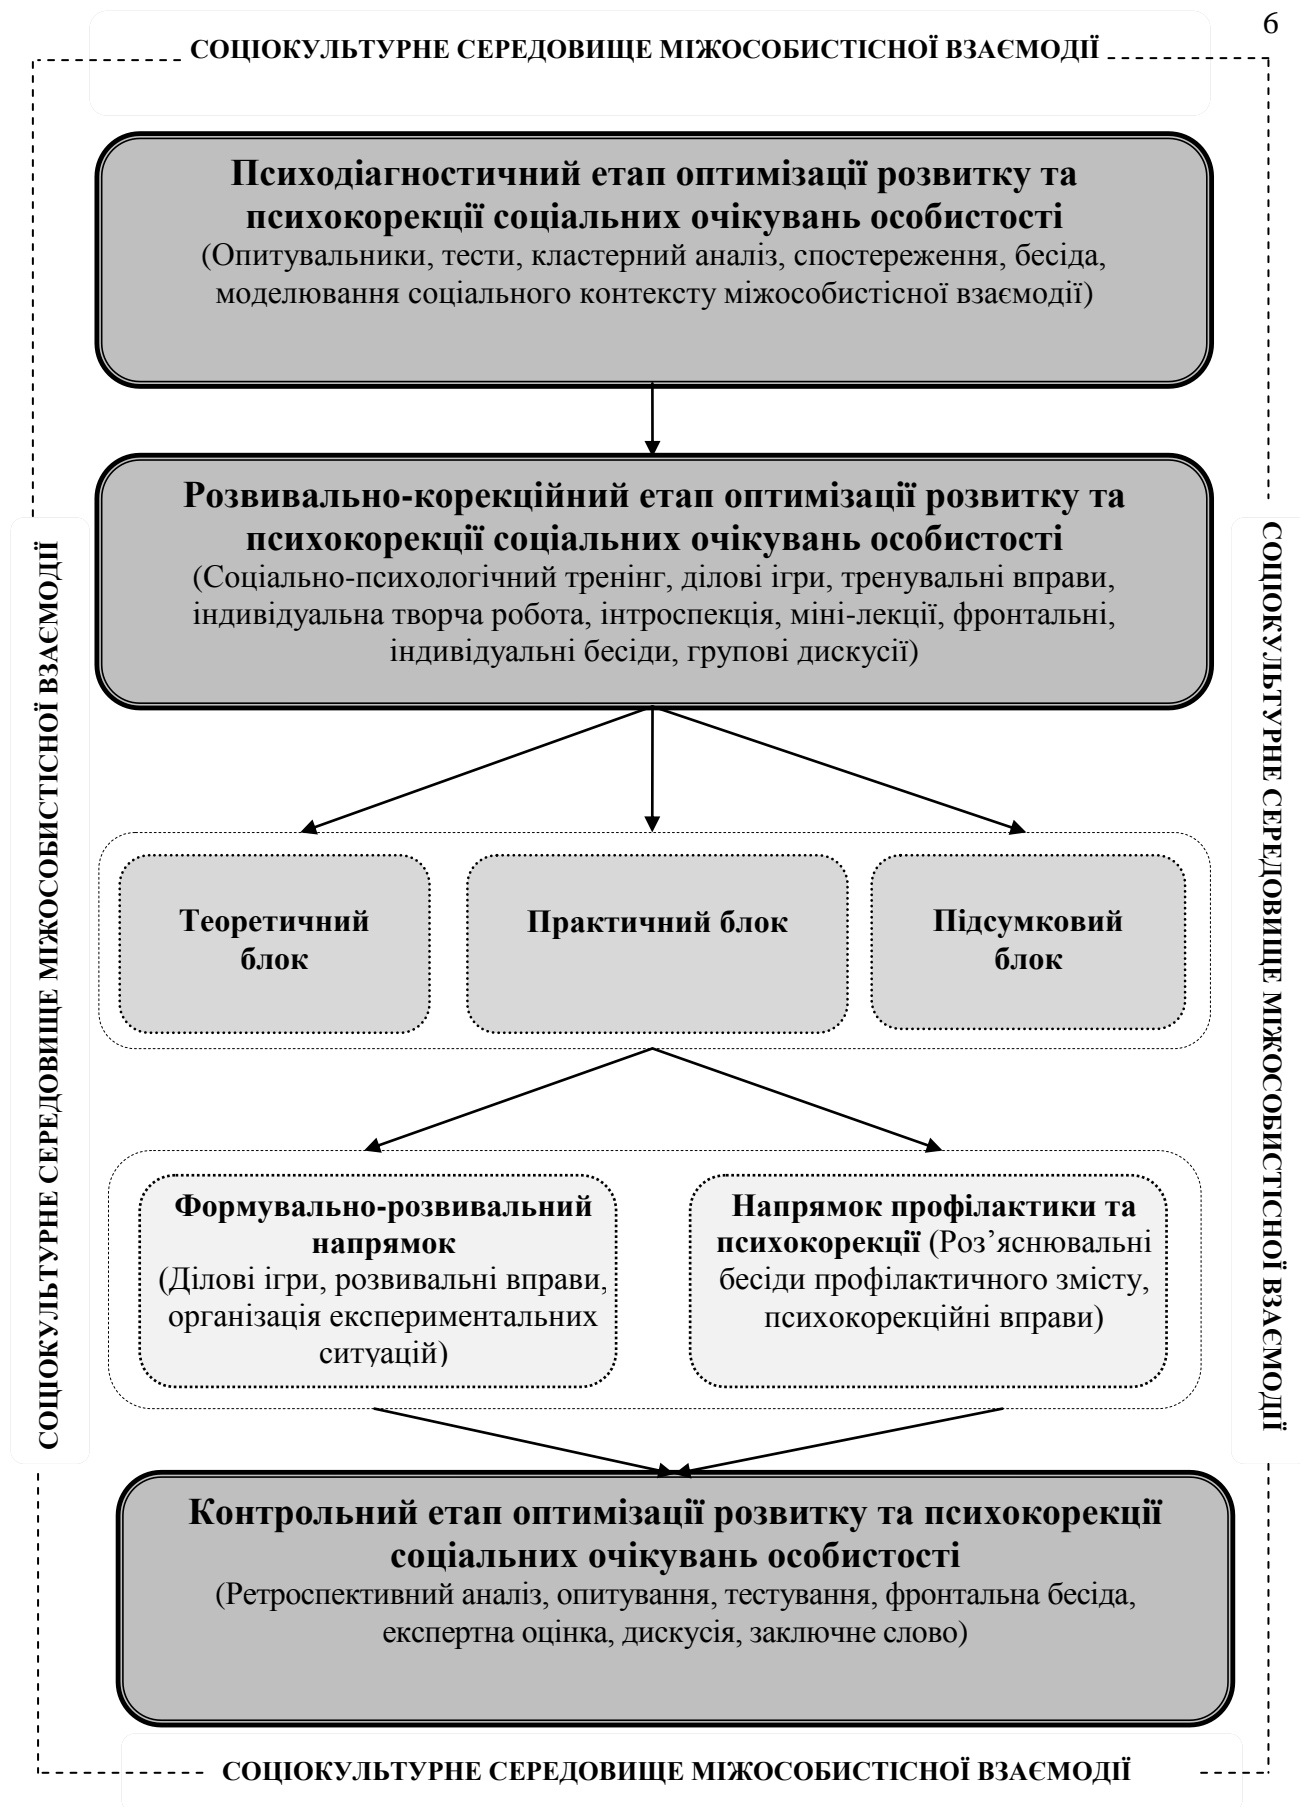 6
СОЦІОКУЛЬТУРНЕ СЕРЕДОВИЩЕ МІЖОСОБИСТІСНОЇ ВЗАЄМОДІЇ
Психодіагностичний етап оптимізації розвитку та
психокорекції соціальних очікувань особистості
(Опитувальники, тести, кластерний аналіз, спостереження, бесіда,
моделювання соціального контексту міжособистісної взаємодії)
Розвивально-корекційний етап оптимізації розвитку та
психокорекції соціальних очікувань особистості
(Соціально-психологічний тренінг, ділові ігри, тренувальні вправи,
індивідуальна творча робота, інтроспекція, міні-лекції, фронтальні,
індивідуальні бесіди, групові дискусії)
СОЦІОКУЛЬТУРНЕ СЕРЕДОВИЩЕ МІЖОСОБИСТІСНОЇ ВЗАЄМОДІЇ
СОЦІОКУЛЬТУРНЕ СЕРЕДОВИЩЕ МІЖОСОБИСТІСНОЇ ВЗАЄМОДІЇ
Теоретичний
блок
Практичний блок
Підсумковий
блок
Формувально-розвивальний
напрямок
(Ділові ігри, розвивальні вправи,
організація експериментальних
ситуацій)
Напрямок профілактики та
психокорекції (Роз’яснювальні
бесіди профілактичного змісту,
психокорекційні вправи)
Контрольний етап оптимізації розвитку та психокорекції
соціальних очікувань особистості
(Ретроспективний аналіз, опитування, тестування, фронтальна бесіда,
експертна оцінка, дискусія, заключне слово)
СОЦІОКУЛЬТУРНЕ СЕРЕДОВИЩЕ МІЖОСОБИСТІСНОЇ ВЗАЄМОДІЇ